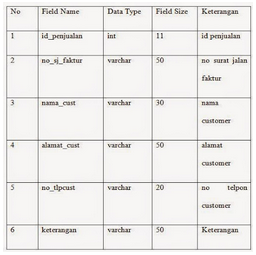 No Field Name Data Type Field Size Keterangan
1 id_penjualan int 11 id penjualan
2 no_sj_faktur varchar 50 no surat jalan
faktur
3 nama_cust varchar 30 nama
customer
4 alamat_cust varchar 50 alamat
customer
5 no_tlpcust varchar 20 no telpon
customer
6 keterangan varchar 50 Keterangan